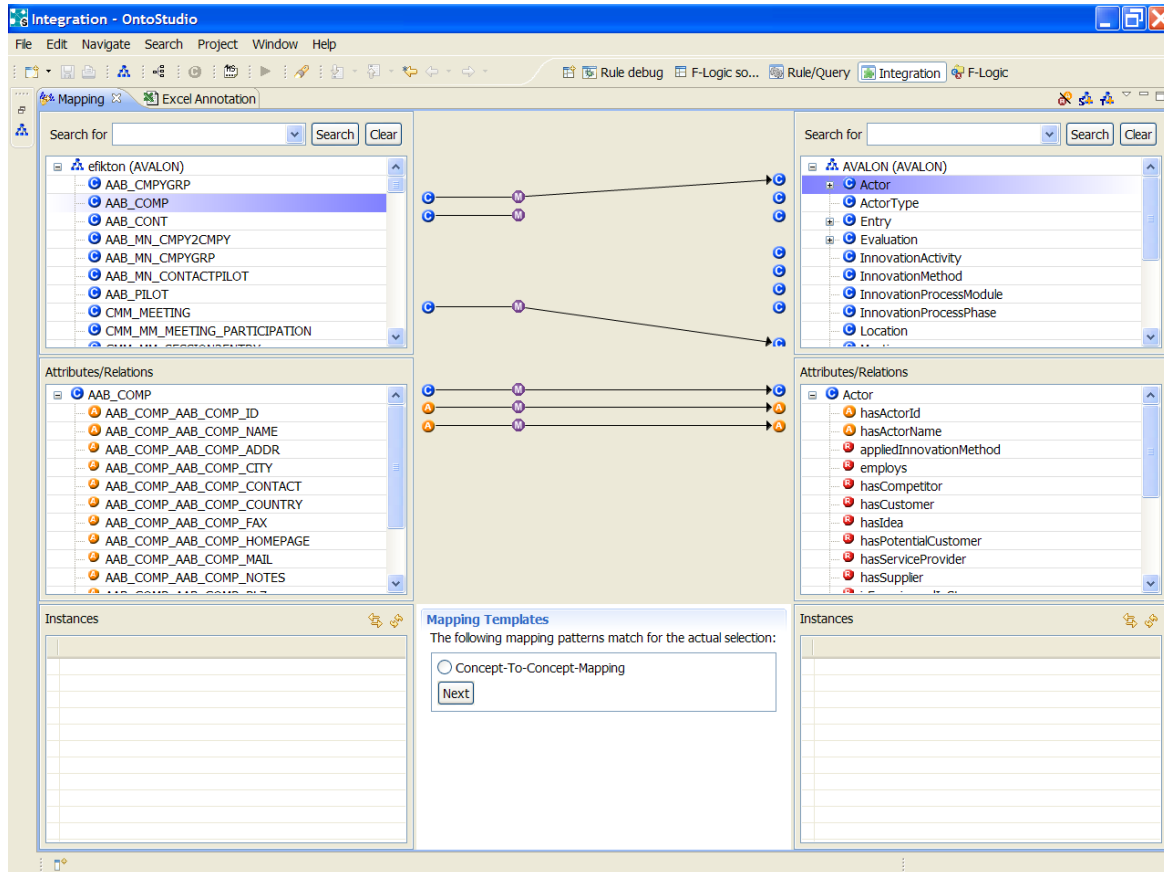 Integration - OntoStudio
File Edit Navigate Search Project Window Help
Rule debug F-Logic so... Rule/Query Integration F-Logic
Mapping Excel Annotation
Search for Search Clear
efikton (AVALON)
AAB_CMPYGRP
AAB_COMP
AAB_CONT
AAB_MN_CMPY2CMPY
AAB_MN_CMPYGRP
AAB_MN_CONTACTPILOT
AAB_PILOT
CMM_MEETING
CMM_MM_MEETING_PARTICIPATION
Attributes/Relations
AAB_COMP
AAB_COMP_AAB_COMP_ID
AAB_COMP_AAB_COMP_NAME
AAB_COMP_AAB_COMP_ADDR
AAB_COMP_AAB_COMP_CITY
AAB_COMP_AAB_COMP_CONTACT
AAB_COMP_AAB_COMP_COUNTRY
AAB_COMP_AAB_COMP_FAX
AAB_COMP_AAB_COMP_HOMEPAGE
AAB_COMP_AAB_COMP_MAIL
AAB_COMP_AAB_COMP_NOTES
Instances
Mapping Templates
The following mapping patterns match for the actual selection:
Concept-To-Concept-Mapping
Next
Search for Search Clear
AVALON (AVALON)
Actor
ActorType
Entry
Evaluation
InnovationActivity
InnovationMethod
InnovationProcessModule
InnovationProcessPhase
Location
Attributes/Relations
Actor
hasActorId
hasActorName
appliedInnovationMethod
employs
hasCompetitor
hasCustomer
hasIdea
hasPotentialCustomer
hasServiceProvider
hasSupplier
Instances